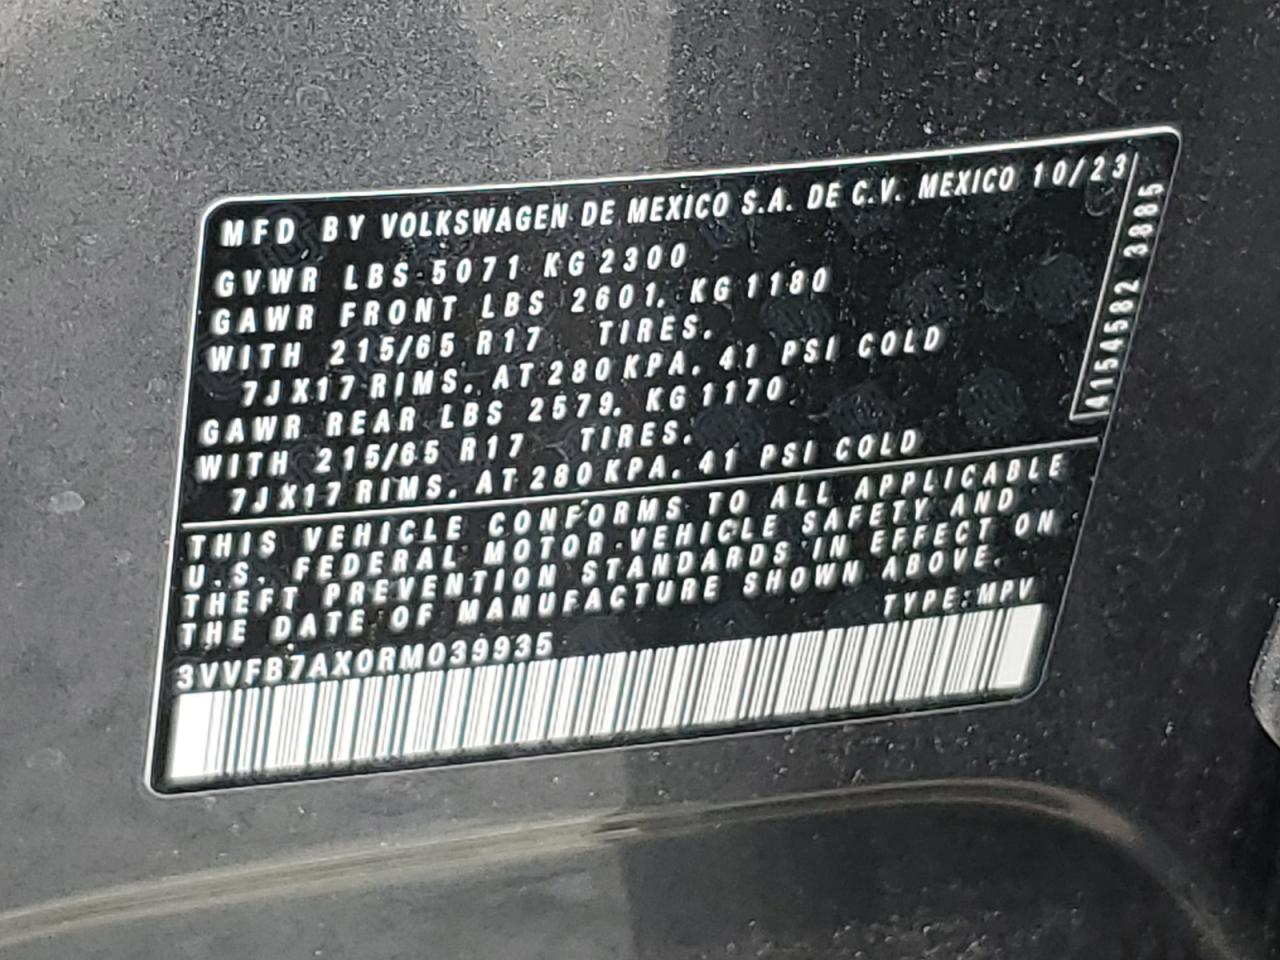 MFD BY VOLKSWAGEN DE MEXICO S.A. DE C.V. MEXICO 10/23
GVWR LBS 5071 KG 2300
GAWR FRONT LBS 2601. KG 1180
WITH 215/65 R17 TIRES.
7JX17 RIMS. AT 280 KPA. 41 PSI COLD
GAWR REAR LBS 2579. KG 1170
WITH 215/65 R17 TIRES.
7JX17 RIMS. AT 280 KPA. 41 PSI COLD
4154582 3885
THIS VEHICLE CONFORMS TO ALL APPLICABLE
U.S. FEDERAL MOTOR VEHICLE SAFETY AND
THEFT PREVENTION STANDARDS IN EFFECT ON
THE DATE OF MANUFACTURE SHOWN ABOVE.
TYPE: MPV
3VVFB7AX0RM039935